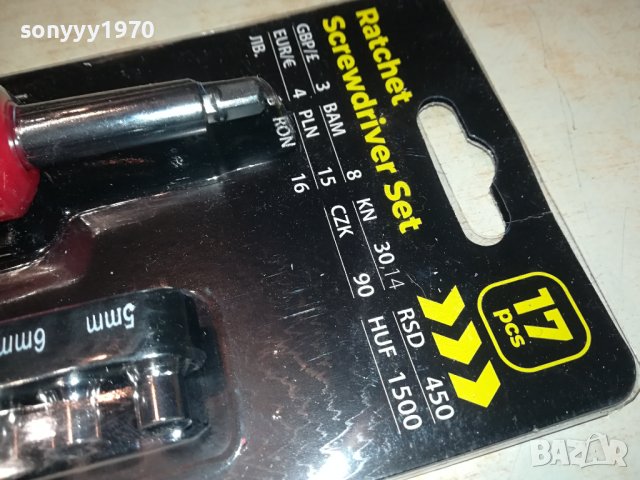 sonyyy1970
Ratchet
Screwdriver Set
GBP/£ 3 BAM 8 KN 30,14 RSD 450
EUR/€ 4 PLN 15 CZK 90 HUF 1500
ЛВ. RON 16
17
pcs
5mm
6mm
BAZAR